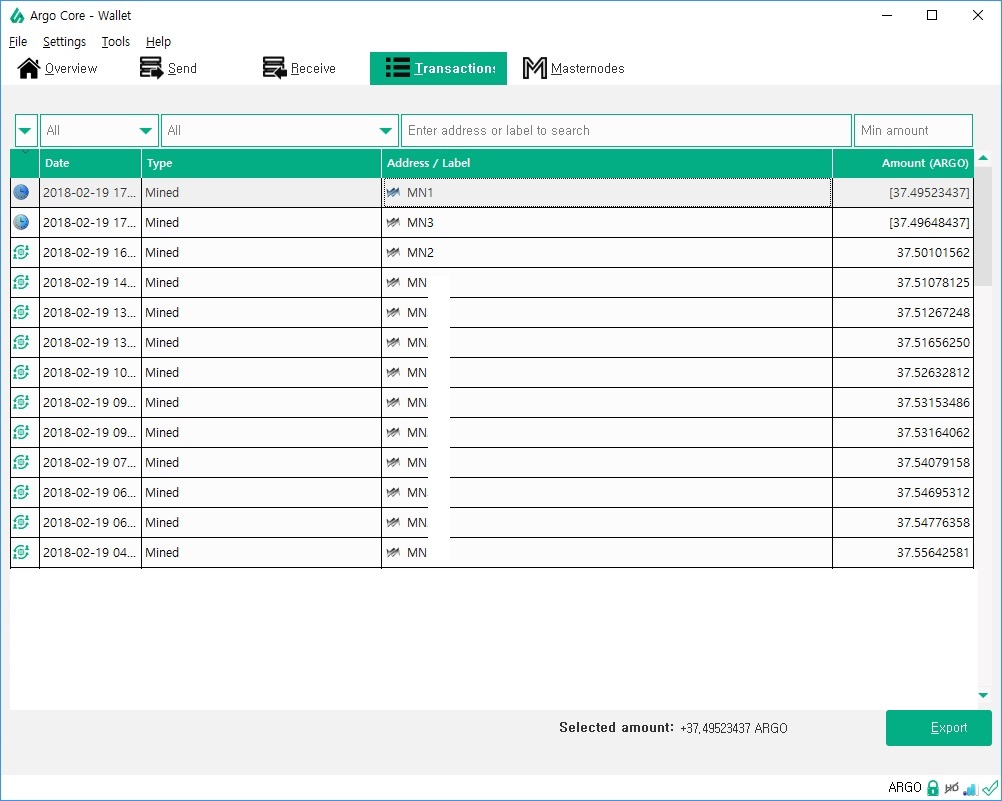 Argo Core - Wallet
File Settings Tools Help
Overview Send Receive Transactions Masternodes
All All Enter address or label to search Min amount
Date Type Address / Label Amount (ARGO)
2018-02-19 17... Mined MN1 [37.49523437]
2018-02-19 17... Mined MN3 [37.49648437]
2018-02-19 16... Mined MN2 37.50101562
2018-02-19 14... Mined MN 37.51078125
2018-02-19 13... Mined MN 37.51267248
2018-02-19 13... Mined MN 37.51656250
2018-02-19 10... Mined MN 37.52632812
2018-02-19 09... Mined MN 37.53153486
2018-02-19 09... Mined MN 37.53164062
2018-02-19 07... Mined MN 37.54079158
2018-02-19 06... Mined MN 37.54695312
2018-02-19 06... Mined MN 37.54776358
2018-02-19 04... Mined MN 37.55642581
Selected amount: +37,49523437 ARGO Export
ARGO HD